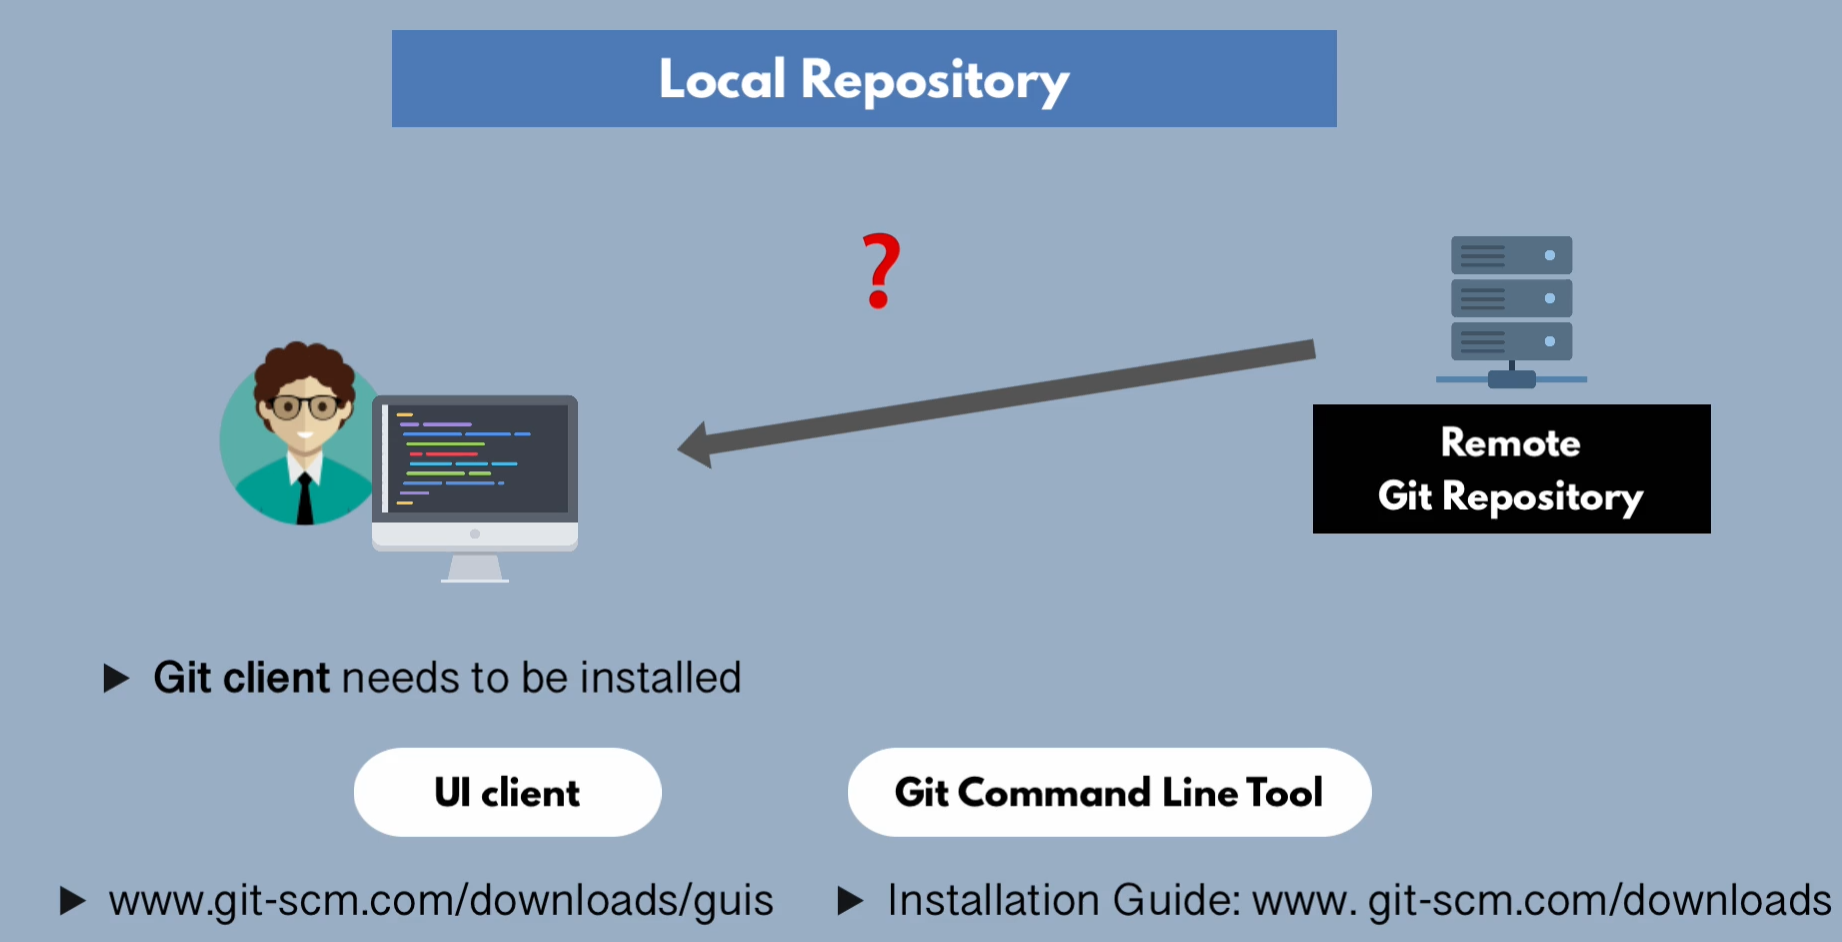 Local Repository
?
Remote
Git Repository
Git client needs to be installed
UI client
Git Command Line Tool
www.git-scm.com/downloads/guis
Installation Guide: www. git-scm.com/downloads